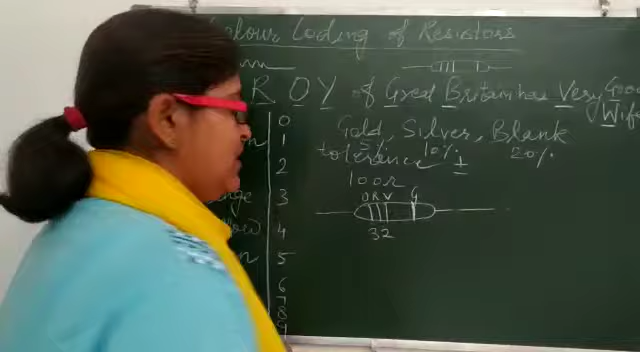 Colour Coding of Resistors
R O Y of Great Britain has Very Good Wife
0
Gold, Silver, Blank
1
5% 10% 20%
tolerance ±
2
100Ω
3
O R V G
4
32
5
6
7
8
9